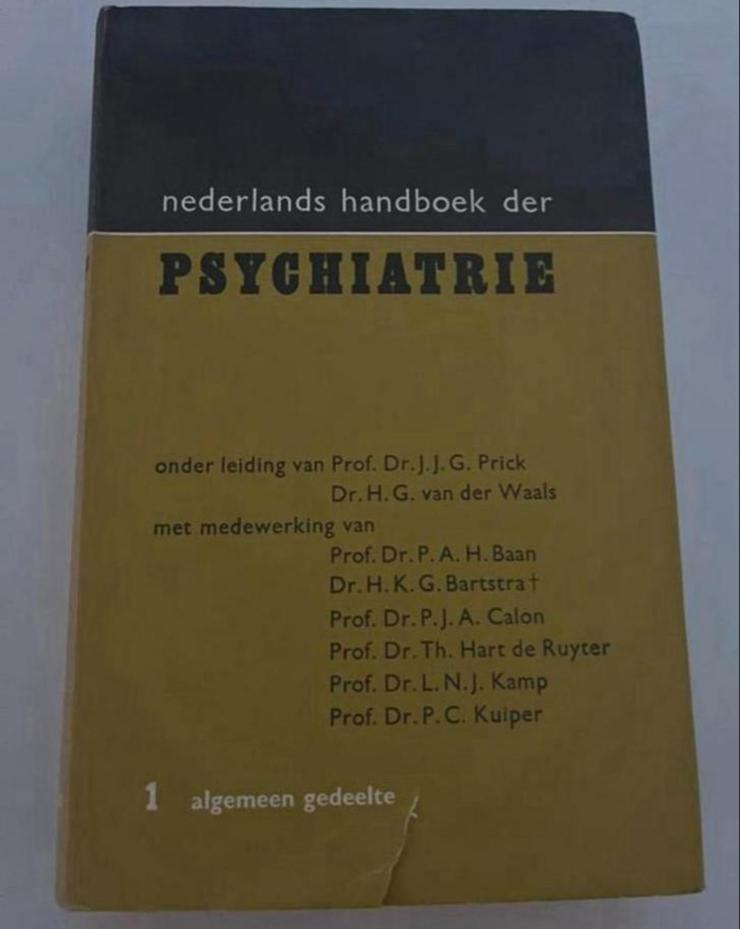 nederlands handboek der
PSYCHIATRIE
onder leiding van Prof. Dr. J. J. G. Prick
Dr. H. G. van der Waals
met medewerking van
Prof. Dr. P. A. H. Baan
Dr. H. K. G. Bartstra†
Prof. Dr. P. J. A. Calon
Prof. Dr. Th. Hart de Ruyter
Prof. Dr. L. N. J. Kamp
Prof. Dr. P. C. Kuiper
1 algemeen gedeelte